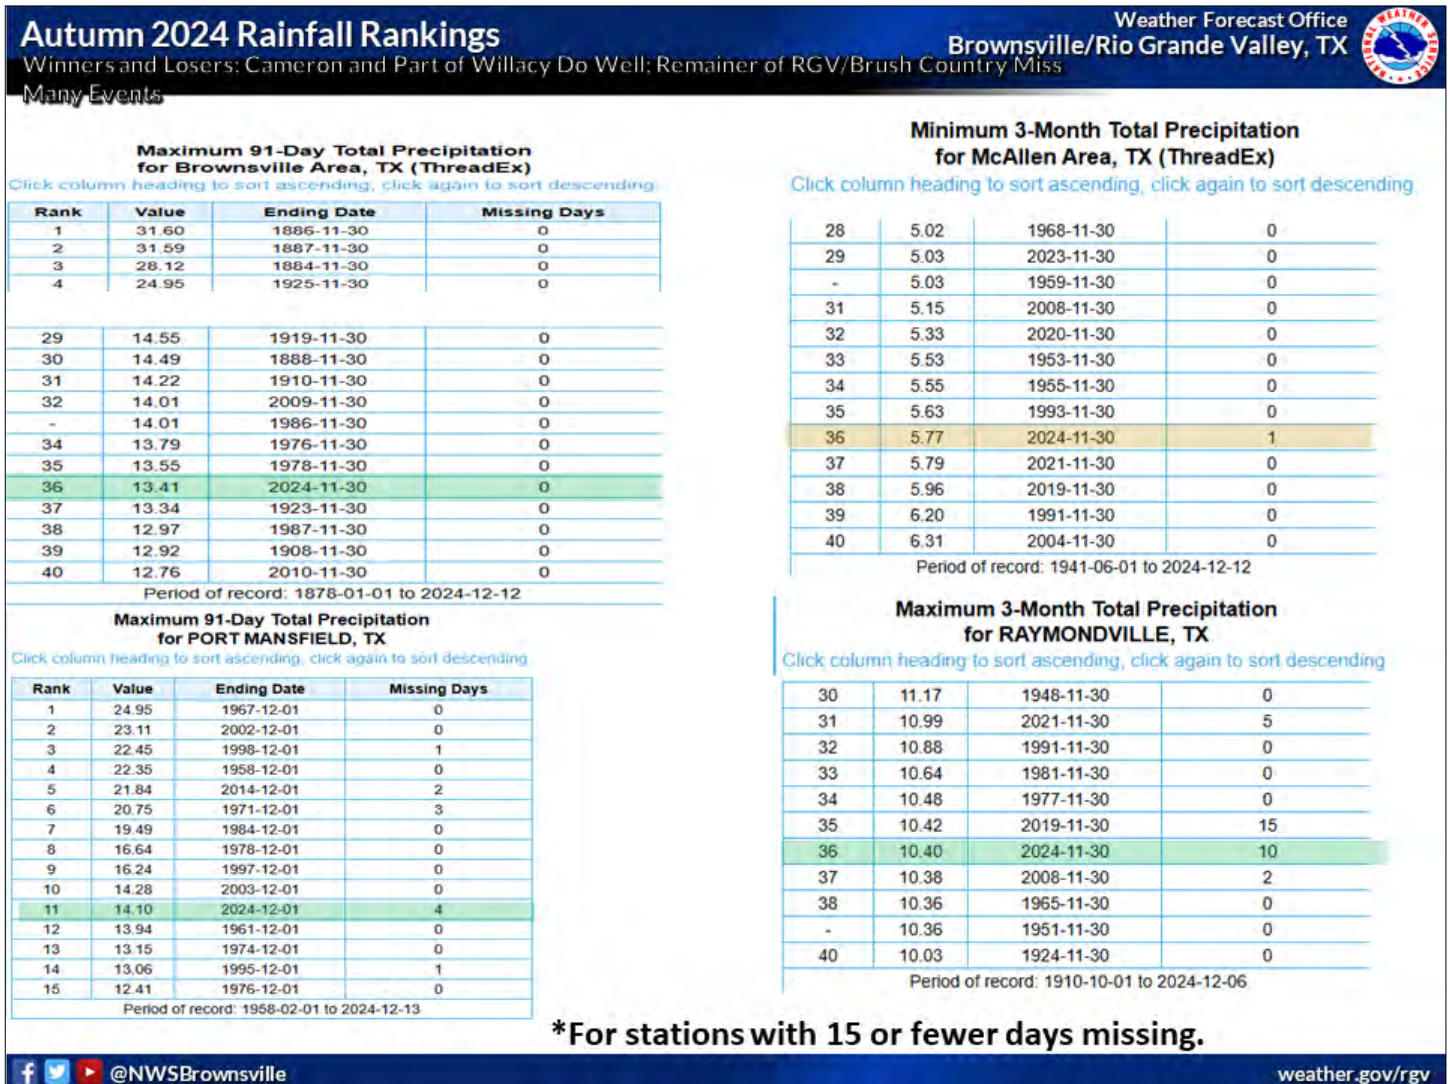 Autumn 2024 Rainfall Rankings
Winners and Losers: Cameron and Part of Willacy Do Well; Remainer of RGV/Brush Country Miss
Many Events
Weather Forecast Office
Brownsville/Rio Grande Valley, TX
NATIONAL WEATHER SERVICE
Maximum 91-Day Total Precipitation
for Brownsville Area, TX (ThreadEx)
Click column heading to sort ascending, click again to sort descending.
Rank Value Ending Date Missing Days
1 31.60 1886-11-30 0
2 31.59 1887-11-30 0
3 28.12 1884-11-30 0
4 24.95 1925-11-30 0
29 14.55 1919-11-30 0
30 14.49 1888-11-30 0
31 14.22 1910-11-30 0
32 14.01 2009-11-30 0
- 14.01 1986-11-30 0
34 13.79 1976-11-30 0
35 13.55 1978-11-30 0
36 13.41 2024-11-30 0
37 13.34 1923-11-30 0
38 12.97 1987-11-30 0
39 12.92 1908-11-30 0
40 12.76 2010-11-30 0
Period of record: 1878-01-01 to 2024-12-12
Maximum 91-Day Total Precipitation
for PORT MANSFIELD, TX
Click column heading to sort ascending, click again to sort descending
Rank Value Ending Date Missing Days
1 24.95 1967-12-01 0
2 23.11 2002-12-01 0
3 22.45 1998-12-01 1
4 22.35 1958-12-01 0
5 21.84 2014-12-01 2
6 20.75 1971-12-01 3
7 19.49 1984-12-01 0
8 16.64 1978-12-01 0
9 16.24 1997-12-01 0
10 14.28 2003-12-01 0
11 14.10 2024-12-01 4
12 13.94 1961-12-01 0
13 13.15 1974-12-01 0
14 13.06 1995-12-01 1
15 12.41 1976-12-01 0
Period of record: 1958-02-01 to 2024-12-13
Minimum 3-Month Total Precipitation
for McAllen Area, TX (ThreadEx)
Click column heading to sort ascending, click again to sort descending
28 5.02 1968-11-30 0
29 5.03 2023-11-30 0
- 5.03 1959-11-30 0
31 5.15 2008-11-30 0
32 5.33 2020-11-30 0
33 5.53 1953-11-30 0
34 5.55 1955-11-30 0
35 5.63 1993-11-30 0
36 5.77 2024-11-30 1
37 5.79 2021-11-30 0
38 5.96 2019-11-30 0
39 6.20 1991-11-30 0
40 6.31 2004-11-30 0
Period of record: 1941-06-01 to 2024-12-12
Maximum 3-Month Total Precipitation
for RAYMONDVILLE, TX
Click column heading to sort ascending, click again to sort descending
30 11.17 1948-11-30 0
31 10.99 2021-11-30 5
32 10.88 1991-11-30 0
33 10.64 1981-11-30 0
34 10.48 1977-11-30 0
35 10.42 2019-11-30 15
36 10.40 2024-11-30 10
37 10.38 2008-11-30 2
38 10.36 1965-11-30 0
- 10.36 1951-11-30 0
40 10.03 1924-11-30 0
Period of record: 1910-10-01 to 2024-12-06
*For stations with 15 or fewer days missing.
@NWSBrownsville
weather.gov/rgv